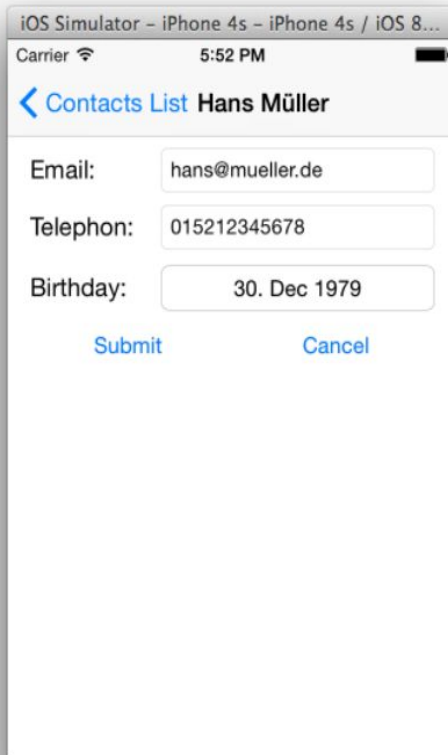 iOS Simulator – iPhone 4s – iPhone 4s / iOS 8...
Carrier 5:52 PM
Contacts List Hans Müller
Email: hans@mueller.de
Telephon: 015212345678
Birthday: 30. Dec 1979
Submit Cancel